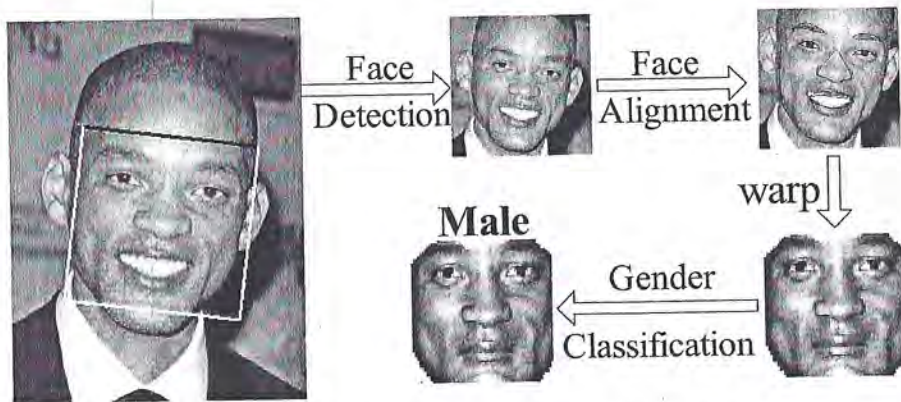 Face
Detection
Face
Alignment
warp
Male
Gender
Classification